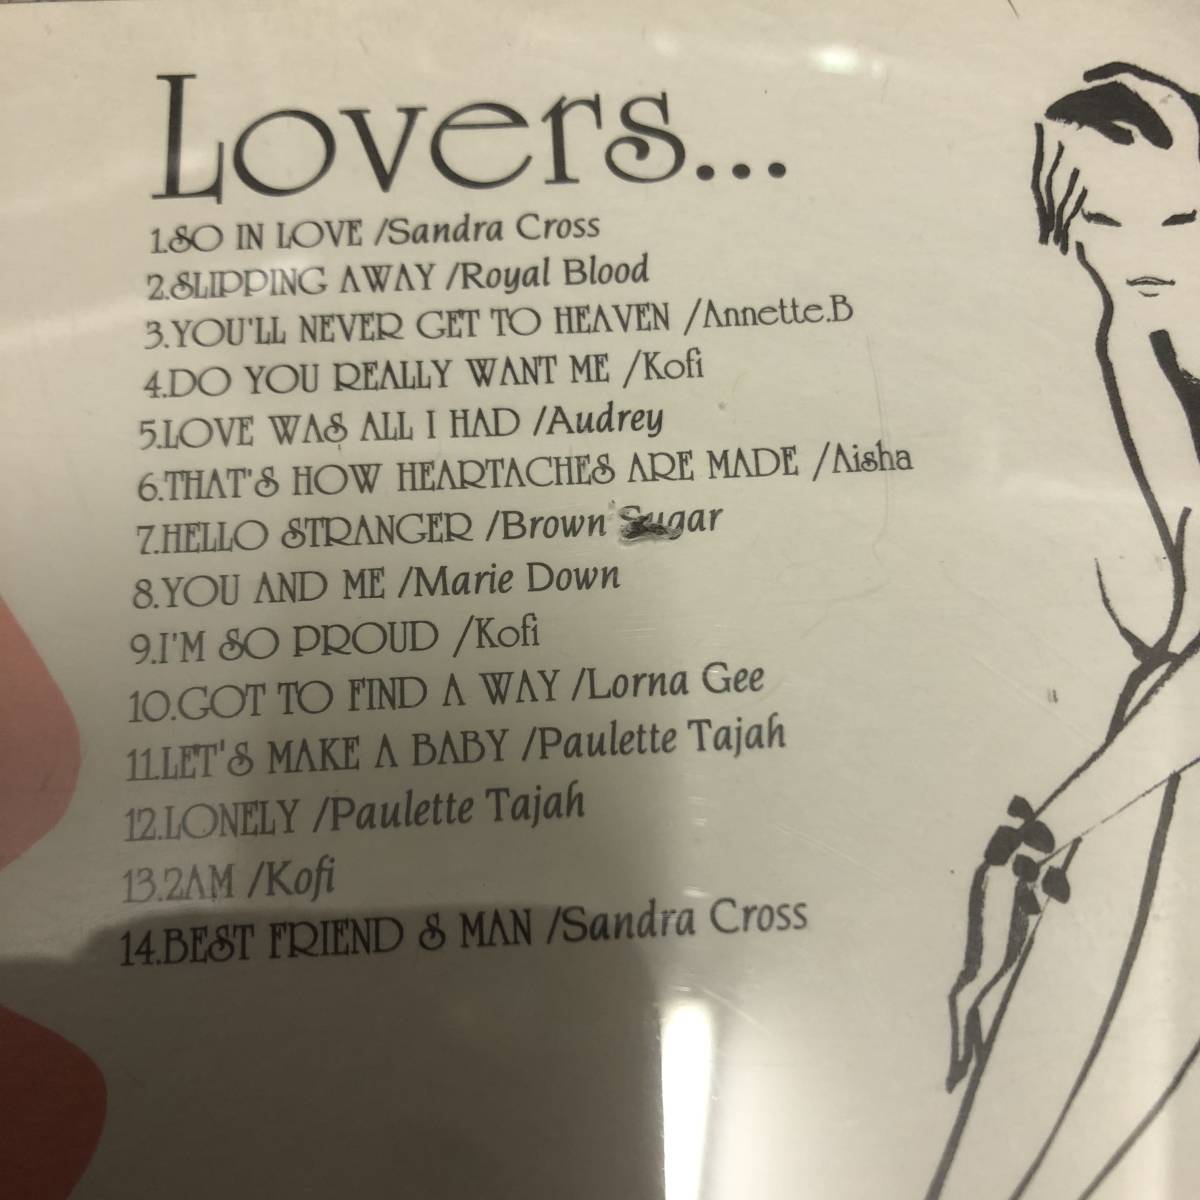 Lovers...
1.SO IN LOVE /Sandra Cross
2.SLIPPING AWAY /Royal Blood
3.YOU'LL NEVER GET TO HEAVEN /Annette.B
4.DO YOU REALLY WANT ME /Kofi
5.LOVE WAS ALL I HAD /Audrey
6.THAT'S HOW HEARTACHES ARE MADE /Aisha
7.HELLO STRANGER /Brown Sugar
8.YOU AND ME /Marie Down
9.I'M SO PROUD /Kofi
10.GOT TO FIND A WAY /Lorna Gee
11.LET'S MAKE A BABY /Paulette Tajah
12.LONELY /Paulette Tajah
13.2AM /Kofi
14.BEST FRIEND S MAN /Sandra Cross